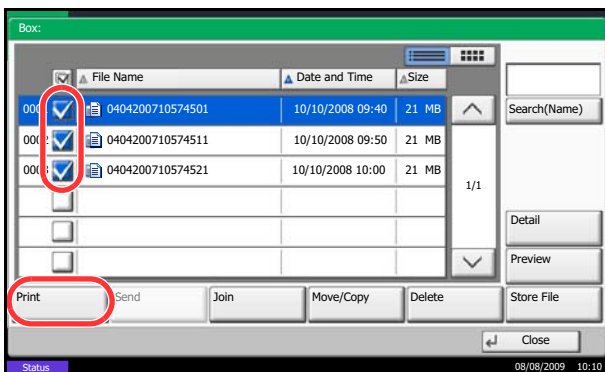 Box:
File Name Date and Time Size
0404200710574501 10/10/2008 09:40 21 MB
Search(Name)
0404200710574511 10/10/2008 09:50 21 MB
0404200710574521 10/10/2008 10:00 21 MB
1/1
Detail
Preview
Print Send Join Move/Copy Delete Store File
Close
Status 08/08/2009 10:10